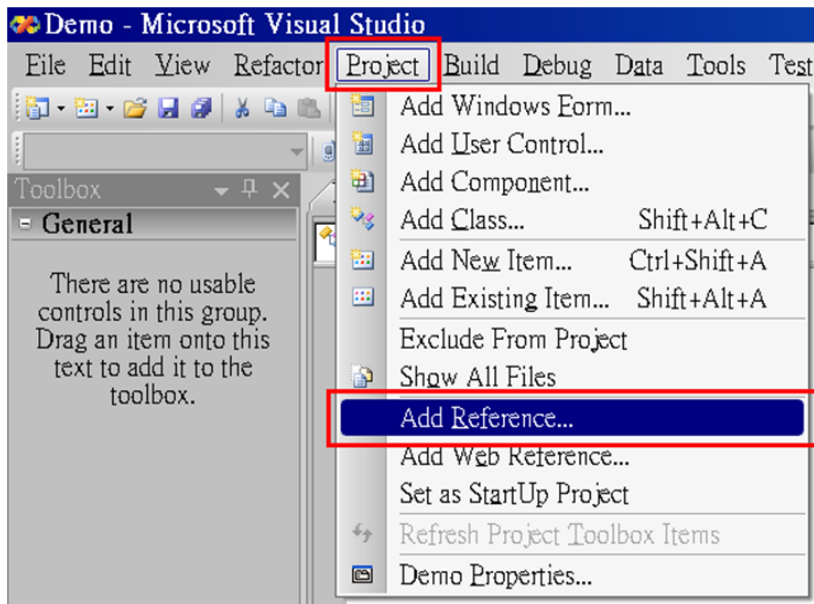 Demo - Microsoft Visual Studio
File Edit View Refactor Project Build Debug Data Tools Test
Toolbox
General
There are no usable
controls in this group.
Drag an item onto this
text to add it to the
toolbox.
Add Windows Form...
Add User Control...
Add Component...
Add Class... Shift+Alt+C
Add New Item... Ctrl+Shift+A
Add Existing Item... Shift+Alt+A
Exclude From Project
Show All Files
Add Reference...
Add Web Reference...
Set as StartUp Project
Refresh Project Toolbox Items
Demo Properties...